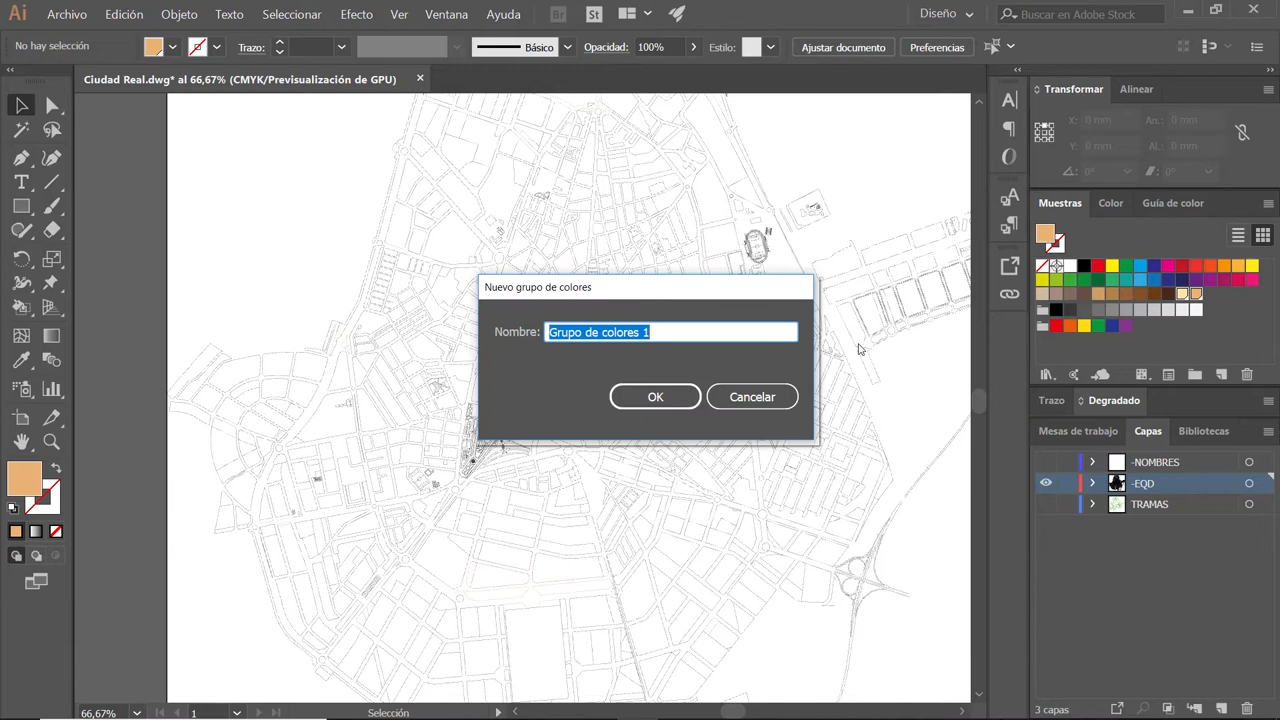 Ai Archivo Edición Objeto Texto Seleccionar Efecto Ver Ventana Ayuda Br St Diseño Buscar en Adobe Stock
No hay selección Trazo: Básico Opacidad: 100% Estilo: Ajustar documento Preferencias
Ciudad Real.dwg* al 66,67% (CMYK/Previsualización de GPU)
Transformar Alinear
X: 0 mm An.: 0 mm
Y: 0 mm AL: 0 mm
0° 0°
Muestras Color Guía de color
Nuevo grupo de colores
Nombre: Grupo de colores 1
OK Cancelar
Trazo Degradado
Mesas de trabajo Capas Bibliotecas
-NOMBRES
-EQD
TRAMAS
66,67% 1 Selección 3 capas